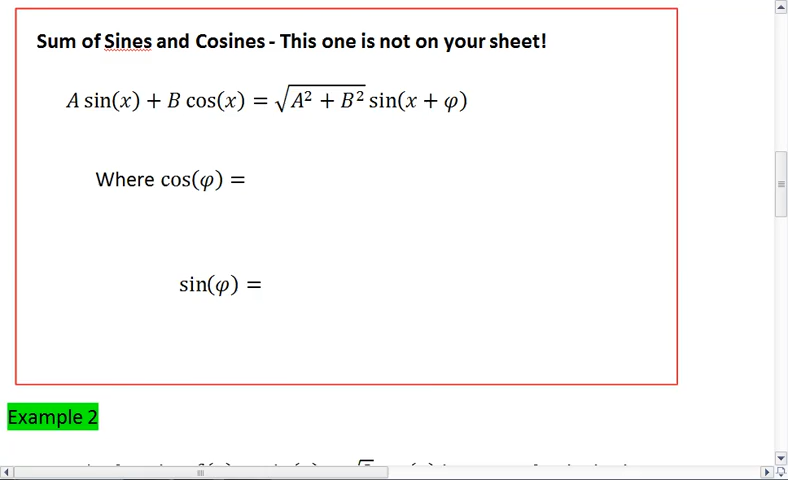 Sum of Sines and Cosines - This one is not on your sheet!
A sin(x) + B cos(x) = √(A² + B²) sin(x + φ)
Where cos(φ) =
sin(φ) =
Example 2